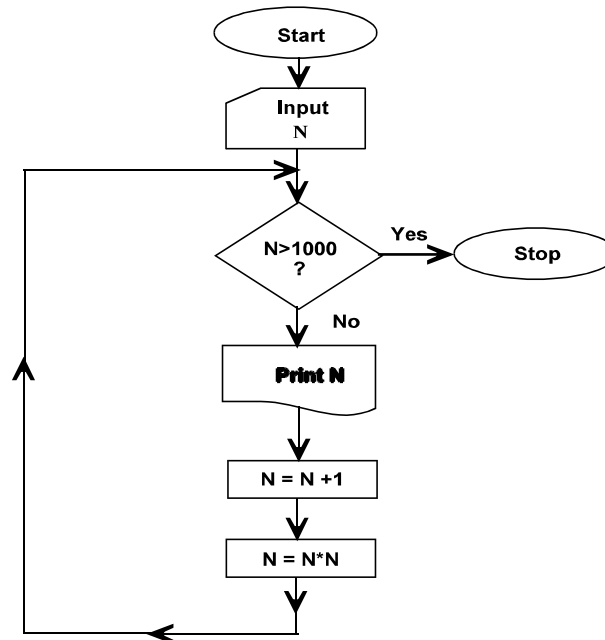 Start
Input
N
N>1000
?
Yes
Stop
No
Print N
N = N +1
N = N*N